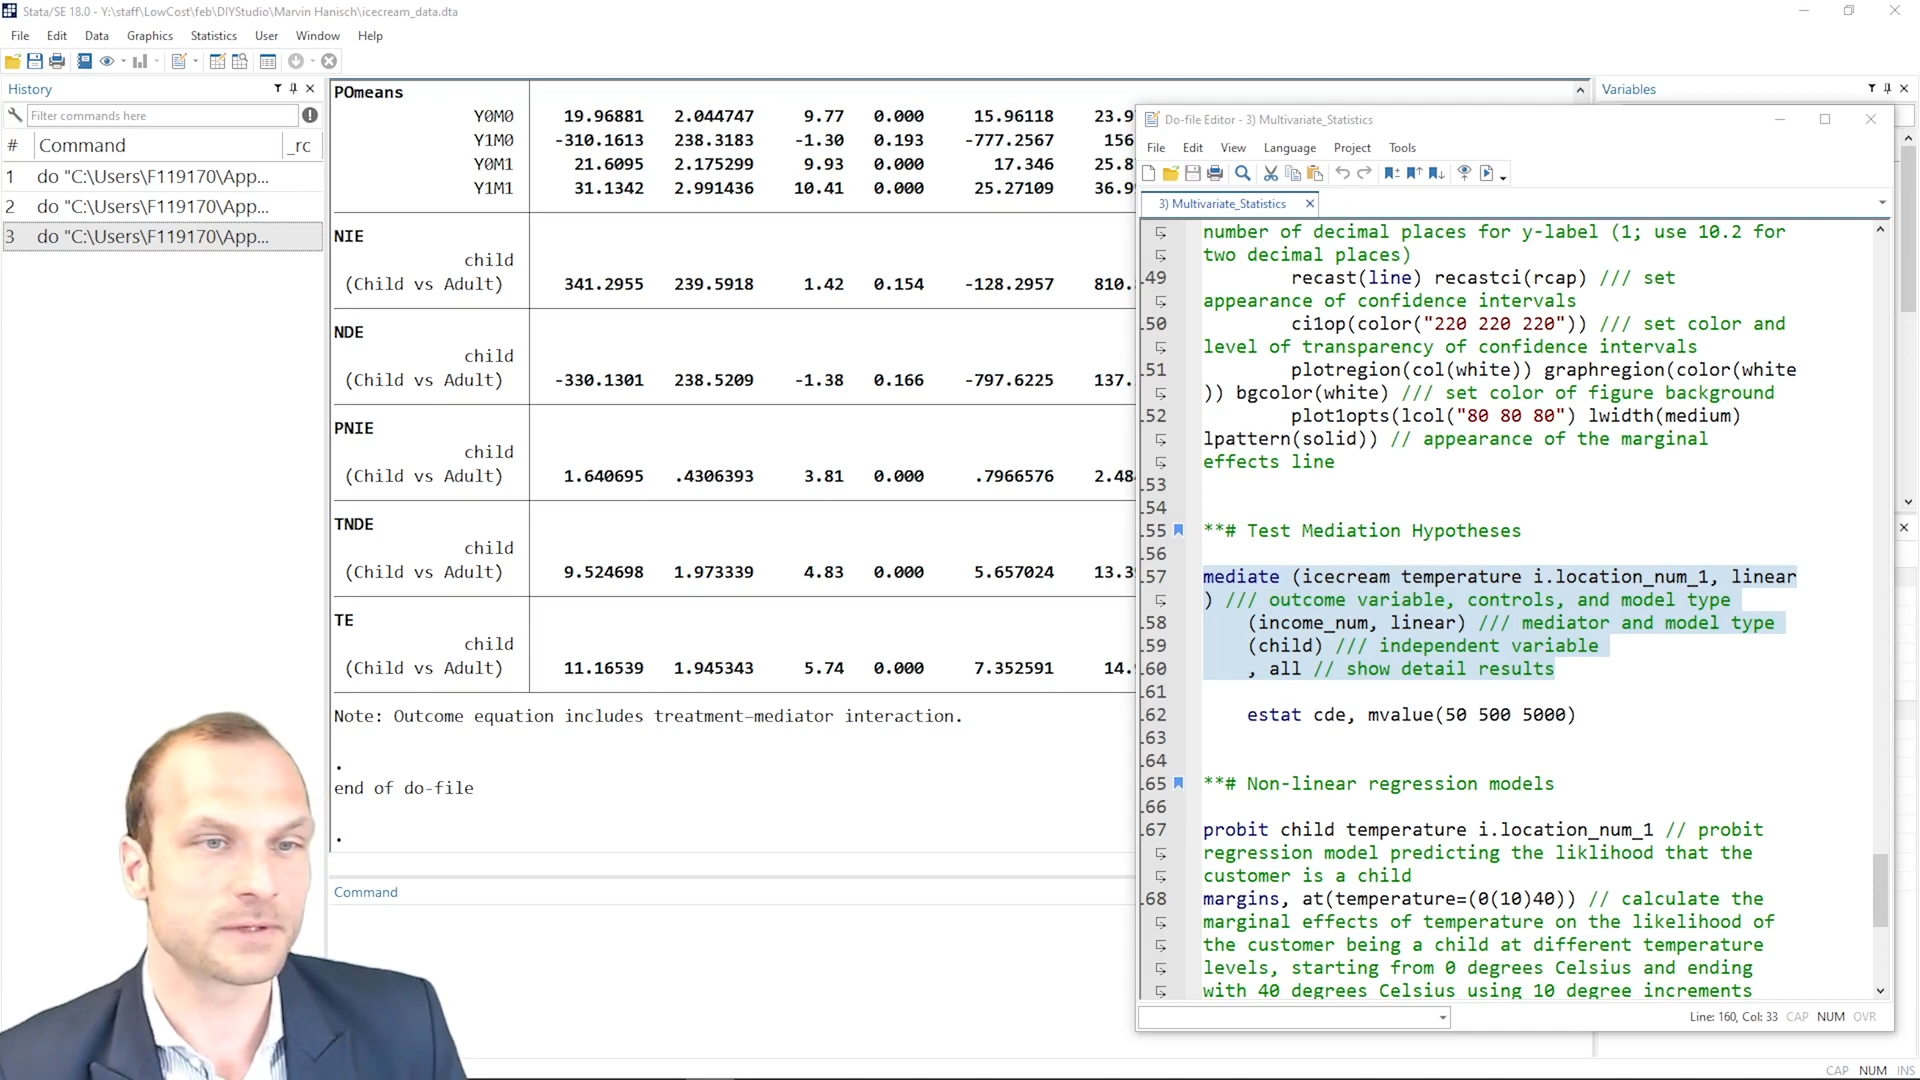 Stata/SE 18.0 - Y:\staff\LowCost\feb\DIYStudio\Marvin Hanisch\icecream_data.dta
File Edit Data Graphics Statistics User Window Help
History
Filter commands here
# Command _rc
1 do "C:\Users\F119170\App...
2 do "C:\Users\F119170\App...
3 do "C:\Users\F119170\App...
POmeans
Y0M0 19.96881 2.044747 9.77 0.000 15.96118 23.9
Y1M0 -310.1613 238.3183 -1.30 0.193 -777.2567 156
Y0M1 21.6095 2.175299 9.93 0.000 17.346 25.8
Y1M1 31.1342 2.991436 10.41 0.000 25.27109 36.9
NIE
child
(Child vs Adult) 341.2955 239.5918 1.42 0.154 -128.2957 810.
NDE
child
(Child vs Adult) -330.1301 238.5209 -1.38 0.166 -797.6225 137.
PNIE
child
(Child vs Adult) 1.640695 .4306393 3.81 0.000 .7966576 2.48
TNDE
child
(Child vs Adult) 9.524698 1.973339 4.83 0.000 5.657024 13.3
TE
child
(Child vs Adult) 11.16539 1.945343 5.74 0.000 7.352591 14.
Note: Outcome equation includes treatment–mediator interaction.
.
end of do-file
.
Command
Variables
Do-file Editor - 3) Multivariate_Statistics
File Edit View Language Project Tools
3) Multivariate_Statistics
number of decimal places for y-label (1; use 10.2 for
two decimal places)
49 recast(line) recastci(rcap) /// set
appearance of confidence intervals
50 ci1op(color("220 220 220")) /// set color and
level of transparency of confidence intervals
51 plotregion(col(white)) graphregion(color(white
)) bgcolor(white) /// set color of figure background
52 plot1opts(lcol("80 80 80") lwidth(medium)
lpattern(solid)) // appearance of the marginal
effects line
53
54
55 **# Test Mediation Hypotheses
56
57 mediate (icecream temperature i.location_num_1, linear
) /// outcome variable, controls, and model type
58 (income_num, linear) /// mediator and model type
59 (child) /// independent variable
60 , all // show detail results
61
62 estat cde, mvalue(50 500 5000)
63
64
65 **# Non-linear regression models
66
67 probit child temperature i.location_num_1 // probit
regression model predicting the liklihood that the
customer is a child
68 margins, at(temperature=(0(10)40)) // calculate the
marginal effects of temperature on the likelihood of
the customer being a child at different temperature
levels, starting from 0 degrees Celsius and ending
with 40 degrees Celsius using 10 degree increments
Line: 160, Col: 33 CAP NUM OVR
CAP NUM INS